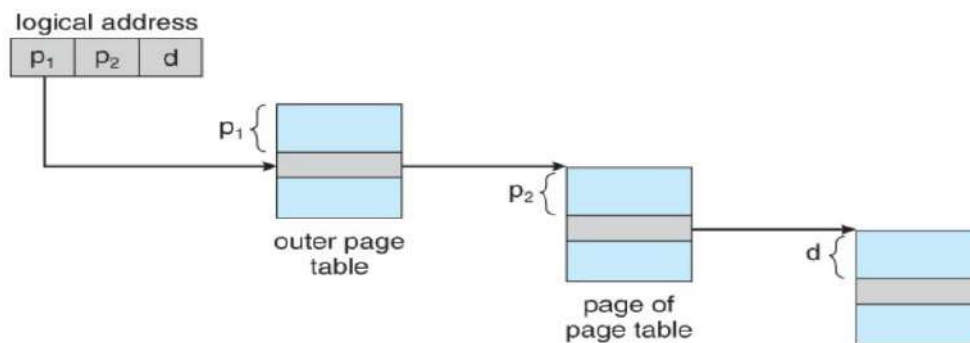 logical address
p₁ p₂ d
p₁
p₂
d
outer page
table
page of
page table